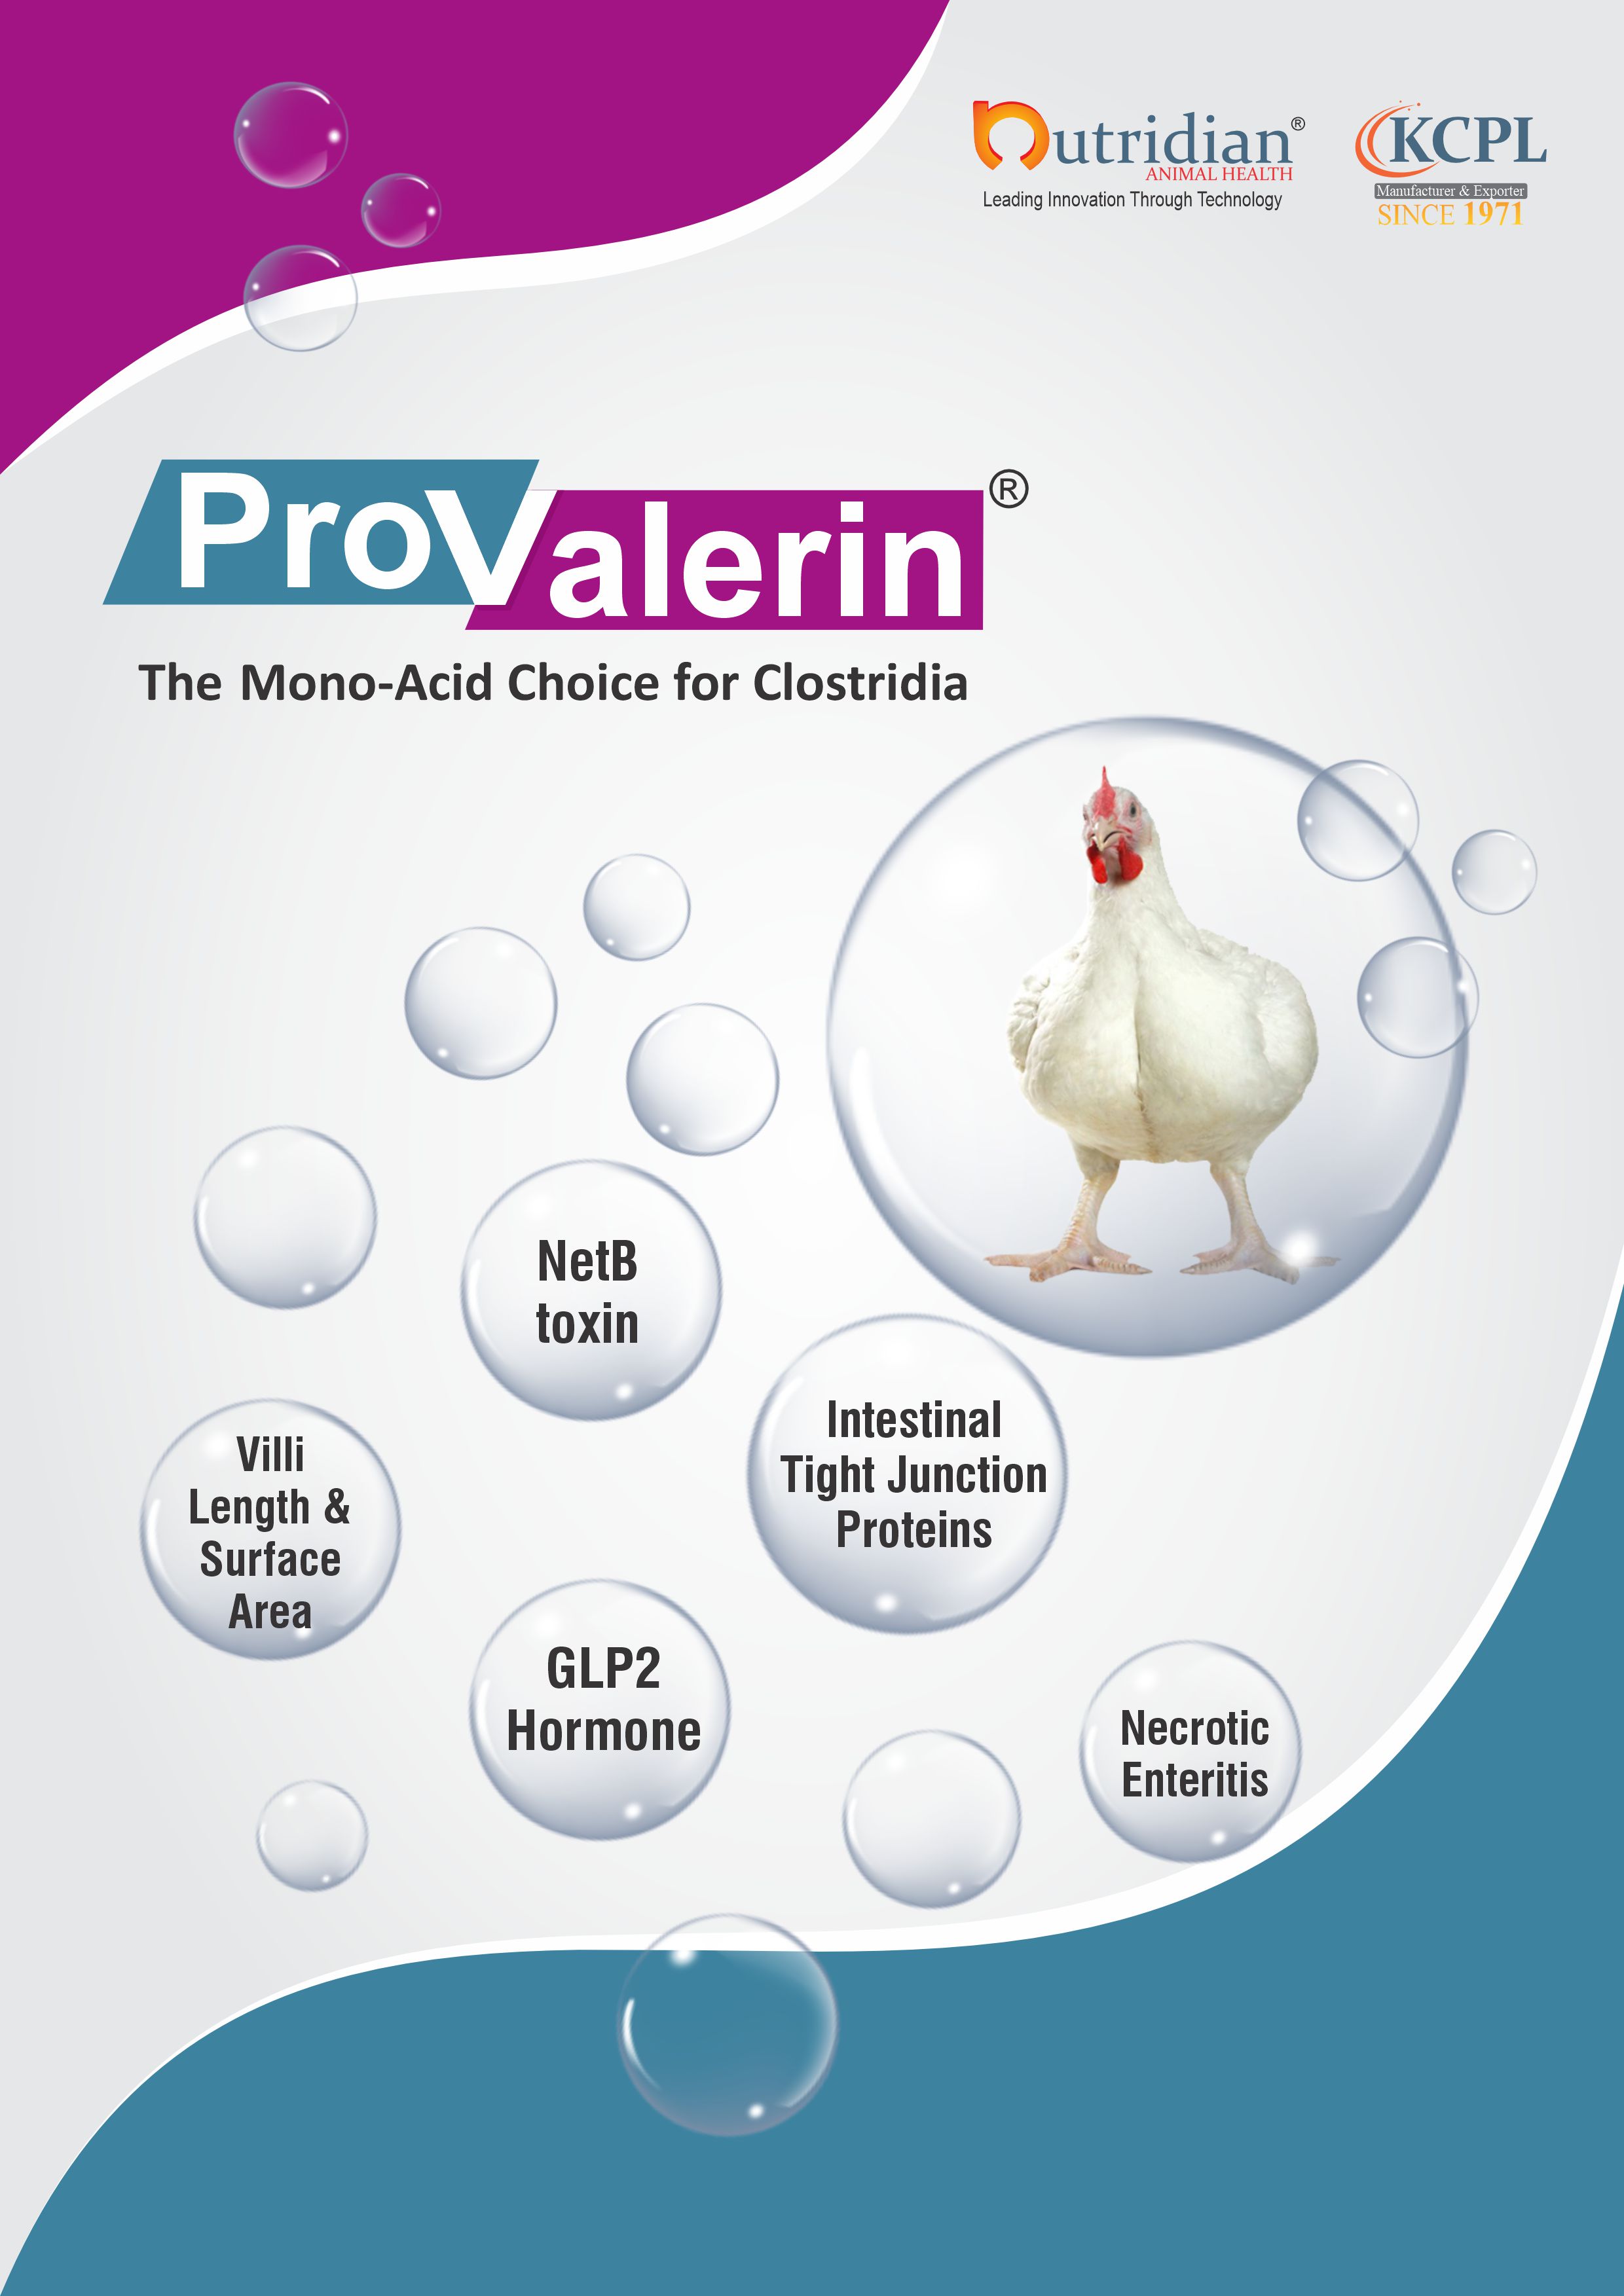 nutridian®
ANIMAL HEALTH
Leading Innovation Through Technology
KCPL
Manufacturer & Exporter
SINCE 1971
ProValerin®
The Mono-Acid Choice for Clostridia
NetB
toxin
Intestinal
Tight Junction
Proteins
Villi
Length &
Surface
Area
GLP2
Hormone
Necrotic
Enteritis